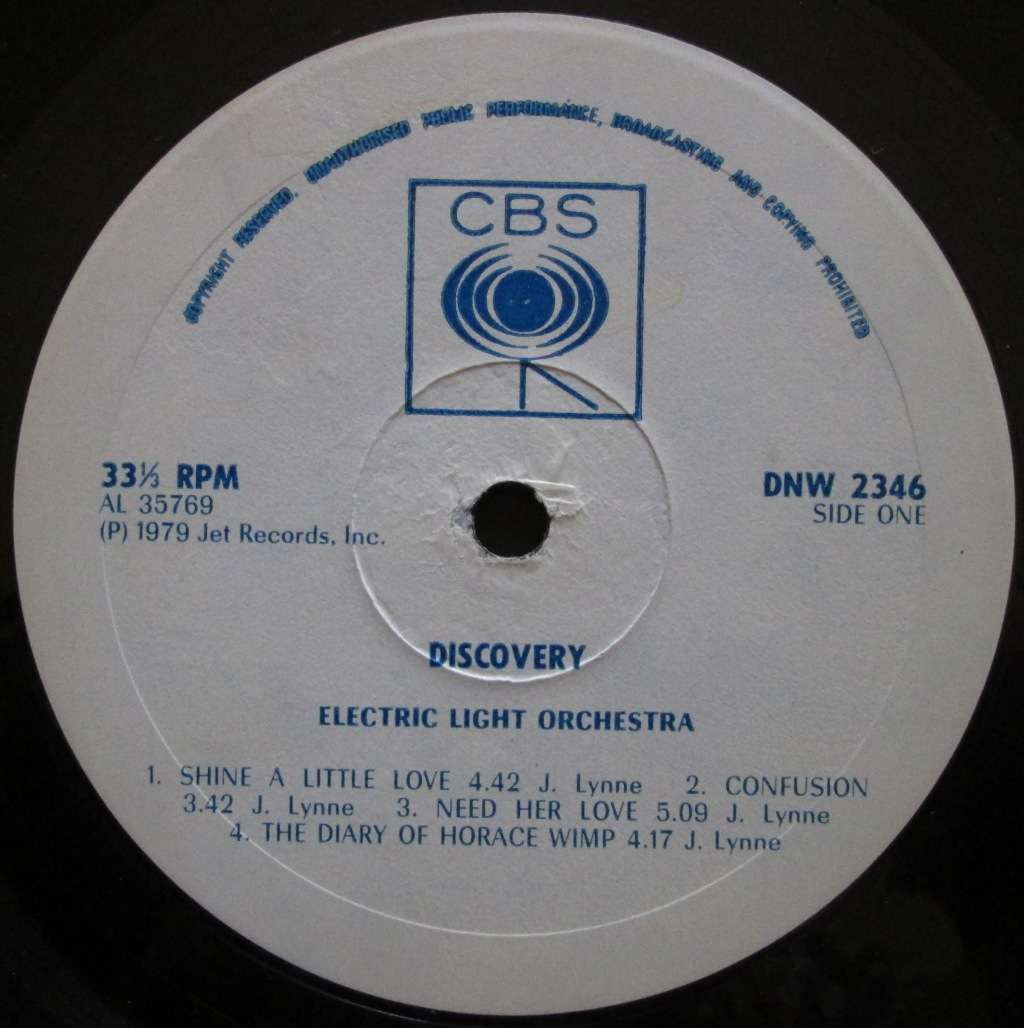 COPYRIGHT RESERVED. UNAUTHORISED PUBLIC PERFORMANCE, BROADCASTING AND COPYING PROHIBITED
CBS
33⅓ RPM
AL 35769
(P) 1979 Jet Records, Inc.
DNW 2346
SIDE ONE
DISCOVERY
ELECTRIC LIGHT ORCHESTRA
1. SHINE A LITTLE LOVE 4.42 J. Lynne 2. CONFUSION
3.42 J. Lynne 3. NEED HER LOVE 5.09 J. Lynne
4. THE DIARY OF HORACE WIMP 4.17 J. Lynne